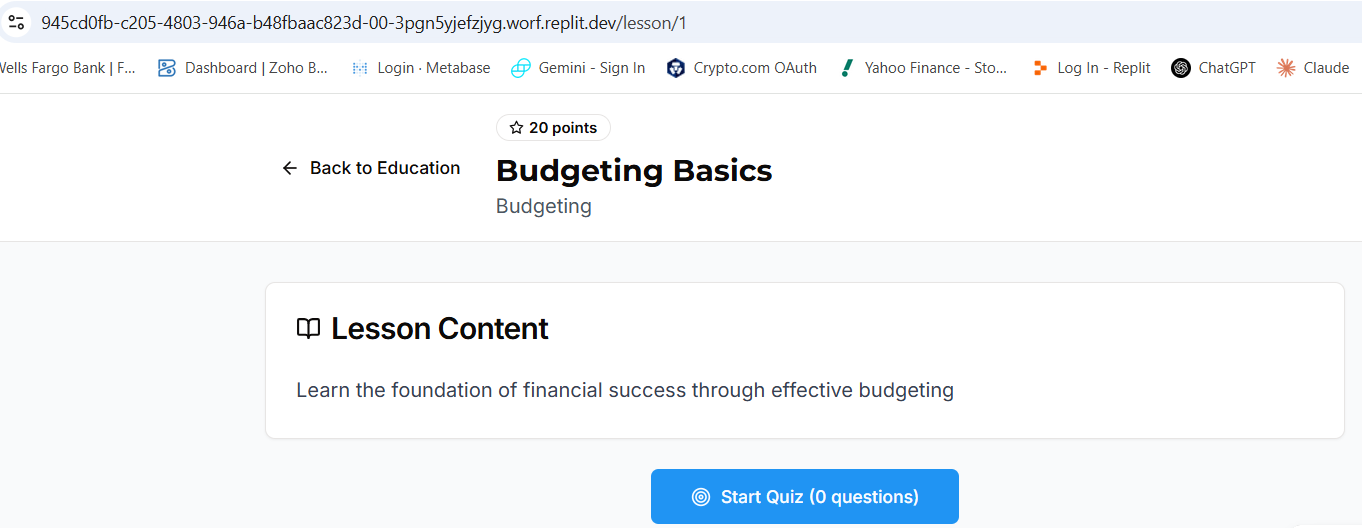 945cd0fb-c205-4803-946a-b48fbaac823d-00-3pgn5yjefzjyg.worf.replit.dev/lesson/1
ells Fargo Bank | F... Dashboard | Zoho B... Login · Metabase Gemini - Sign In Crypto.com OAuth Yahoo Finance - Sto... Log In - Replit ChatGPT Claude
20 points
Back to Education
Budgeting Basics
Budgeting
Lesson Content
Learn the foundation of financial success through effective budgeting
Start Quiz (0 questions)